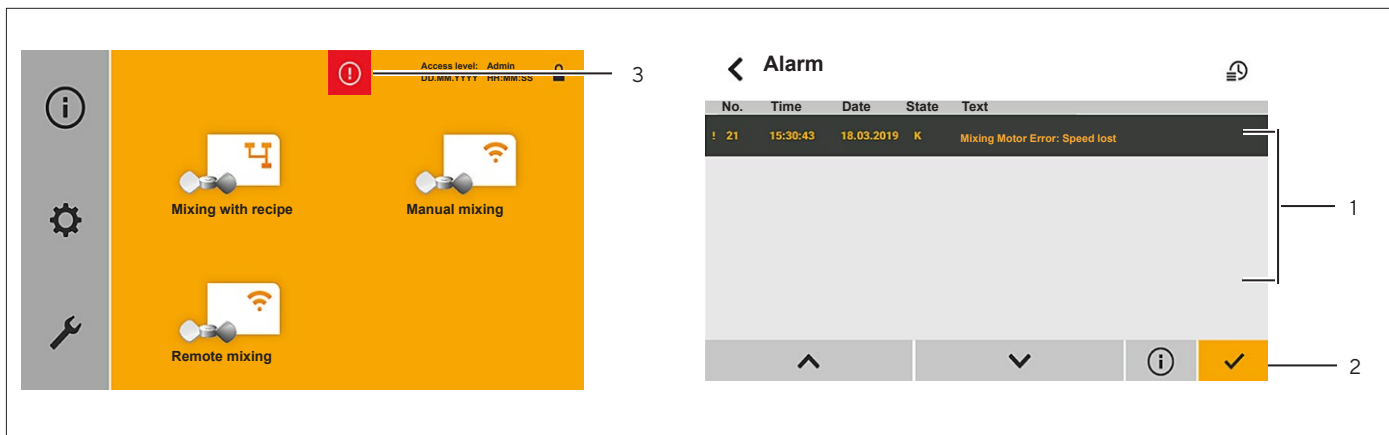 Access level: Admin
DD.MM.YYYY HH:MM:SS
3
Mixing with recipe
Manual mixing
Remote mixing
Alarm
No. Time Date State Text
! 21 15:30:43 18.03.2019 K Mixing Motor Error: Speed lost
1
2